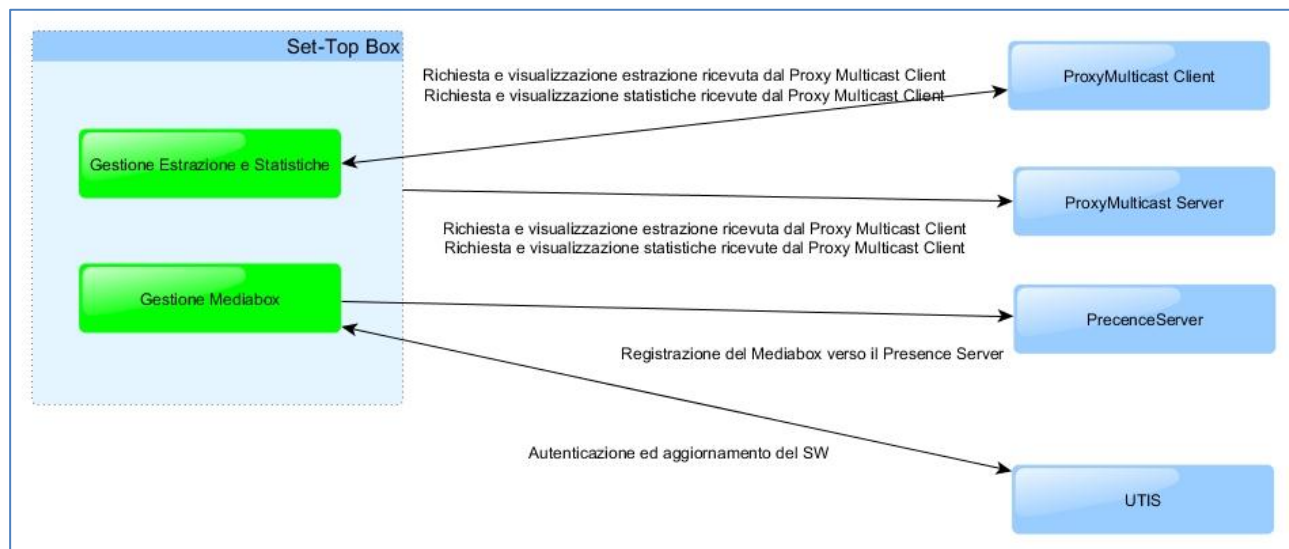 Set-Top Box
Richiesta e visualizzazione estrazione ricevuta dal Proxy Multicast Client
Richiesta e visualizzazione statistiche ricevute dal Proxy Multicast Client
ProxyMulticast Client
Gestione Estrazione e Statistiche
ProxyMulticast Server
Richiesta e visualizzazione estrazione ricevuta dal Proxy Multicast Client
Richiesta e visualizzazione statistiche ricevute dal Proxy Multicast Client
Gestione Mediabox
PrecenceServer
Registrazione del Mediabox verso il Presence Server
Autenticazione ed aggiornamento del SW
UTIS